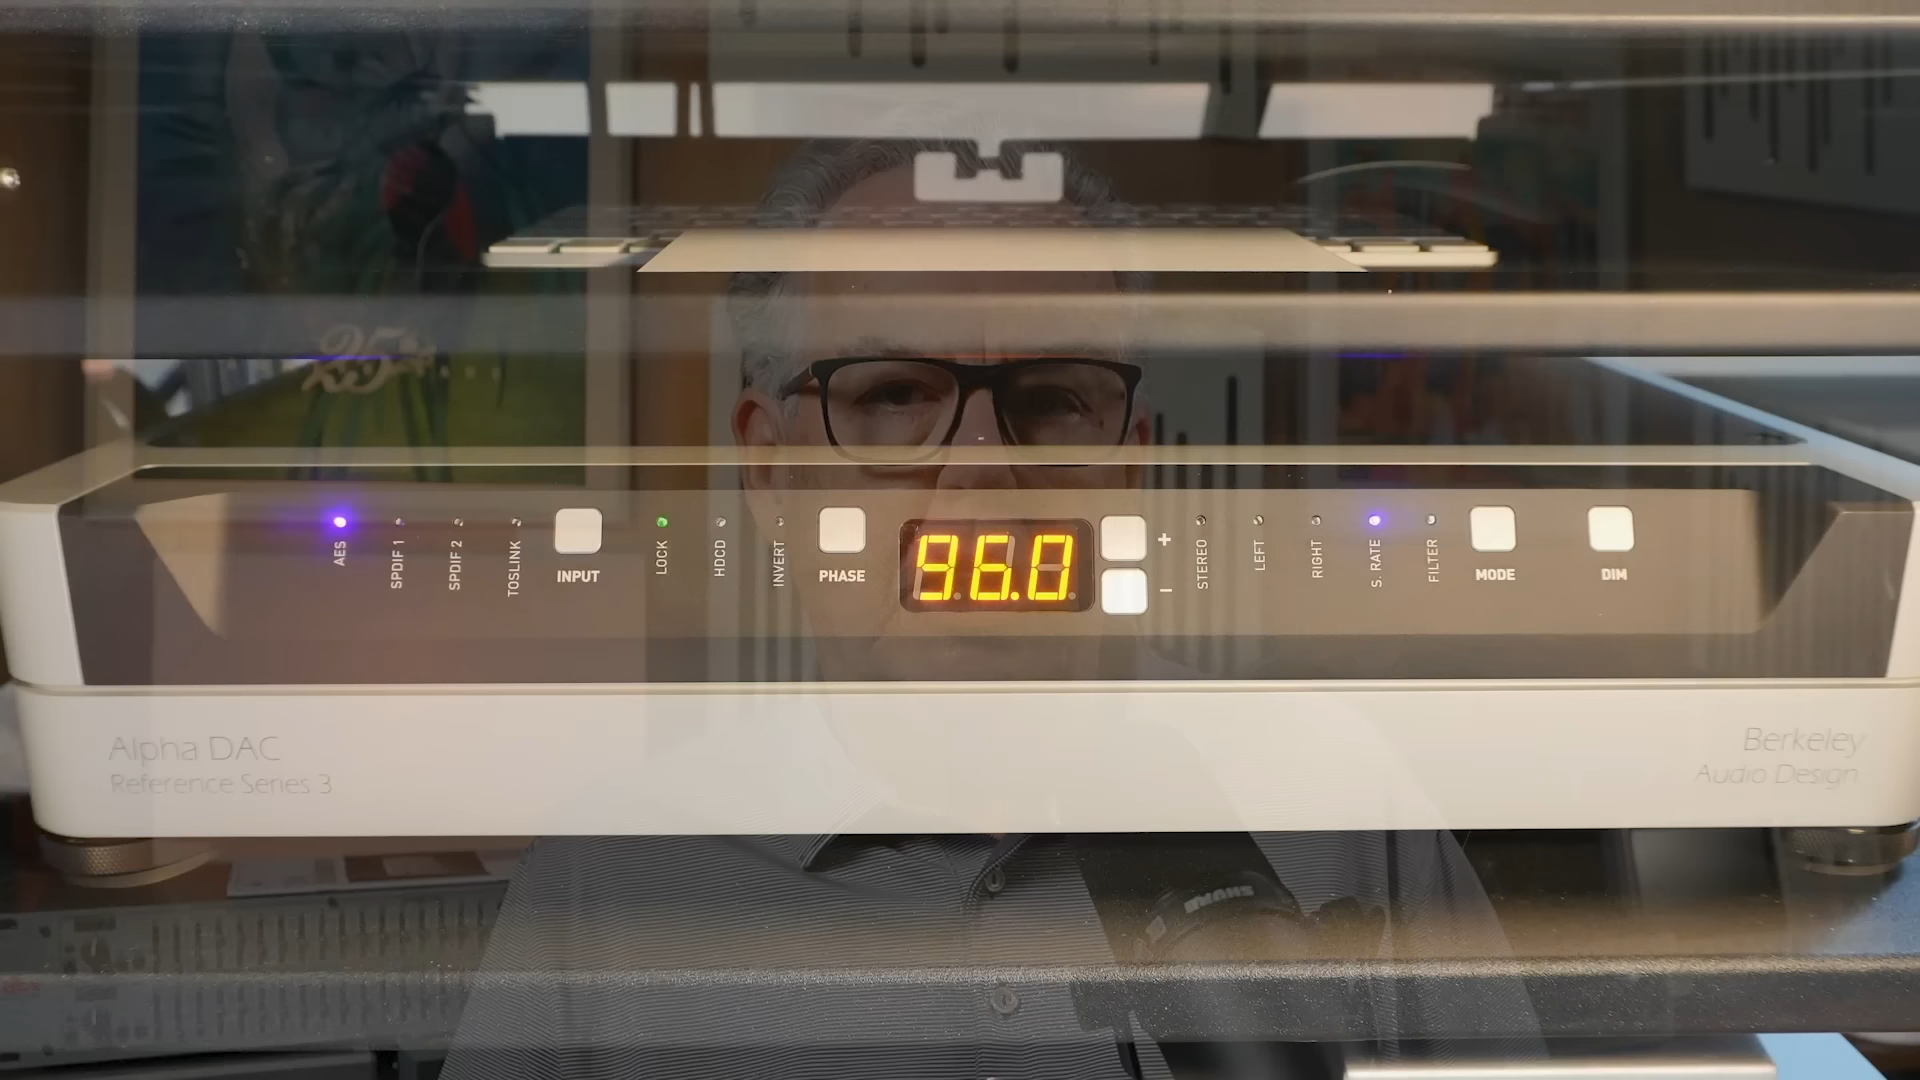 25
AES
SPDIF 1
SPDIF 2
TOSLINK
INPUT
LOCK
HDCD
INVERT
PHASE
96.0
+
−
STEREO
LEFT
RIGHT
S. RATE
FILTER
MODE
DIM
Alpha DAC
Reference Series 3
Berkeley
Audio Design
SHURE